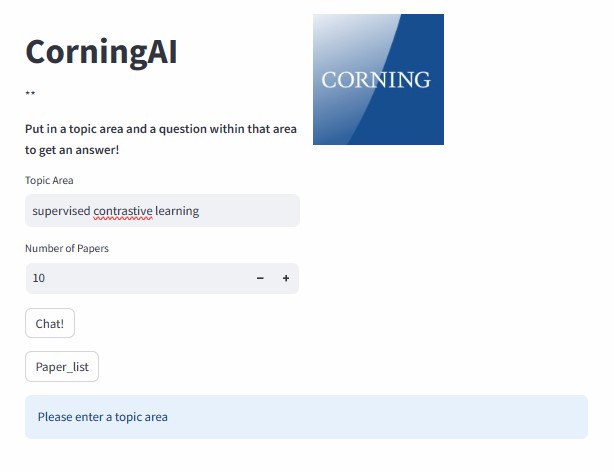 CorningAI
CORNING
**
Put in a topic area and a question within that area
to get an answer!
Topic Area
supervised contrastive learning
Number of Papers
10 − +
Chat!
Paper_list
Please enter a topic area